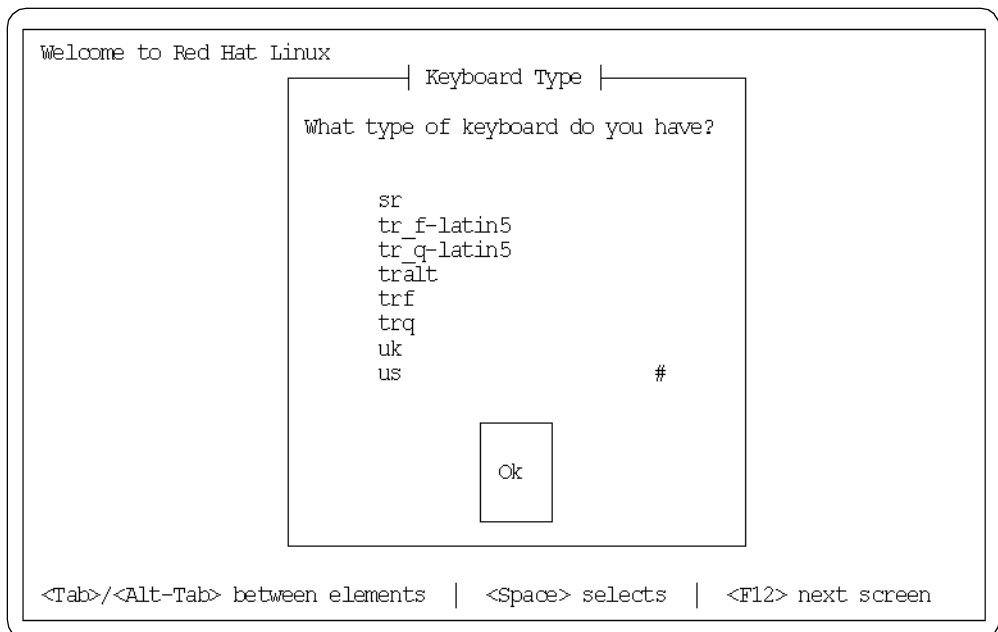 Welcome to Red Hat Linux
Keyboard Type
What type of keyboard do you have?
sr
tr_f-latin5
tr_q-latin5
tralt
trf
trq
uk
us #
Ok
<Tab>/<Alt-Tab> between elements | <Space> selects | <F12> next screen